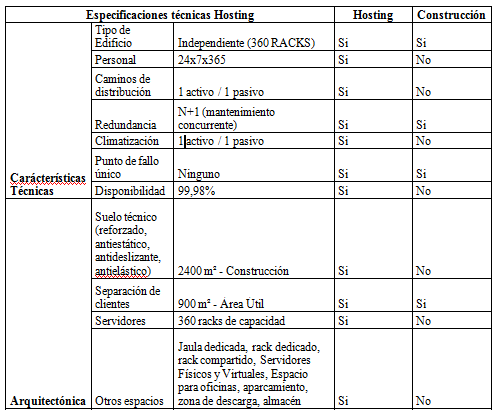 Especificaciones técnicas Hosting Hosting Construcción
Tipo de
Edificio Independiente (360 RACKS) Si Si
Personal 24x7x365 Si No
Caminos de
distribución 1 activo / 1 pasivo Si No
N+1 (mantenimiento
Redundancia concurrente) Si Si
Climatización 1 activo / 1 pasivo Si No
Punto de fallo
Carácterísticas único Ninguno Si Si
Técnicas Disponibilidad 99,98% Si No
Suelo técnico
(reforzado,
antiestático,
antideslizante,
antielástico) 2400 m² - Construcción Si No
Separación de
clientes 900 m² - Area Útil Si Si
Servidores 360 racks de capacidad Si No
Jaula dedicada, rack dedicado,
rack compartido, Servidores
Físicos y Virtuales, Espacio
para oficinas, aparcamiento,
Arquitectónica Otros espacios zona de descarga, almacén Si No